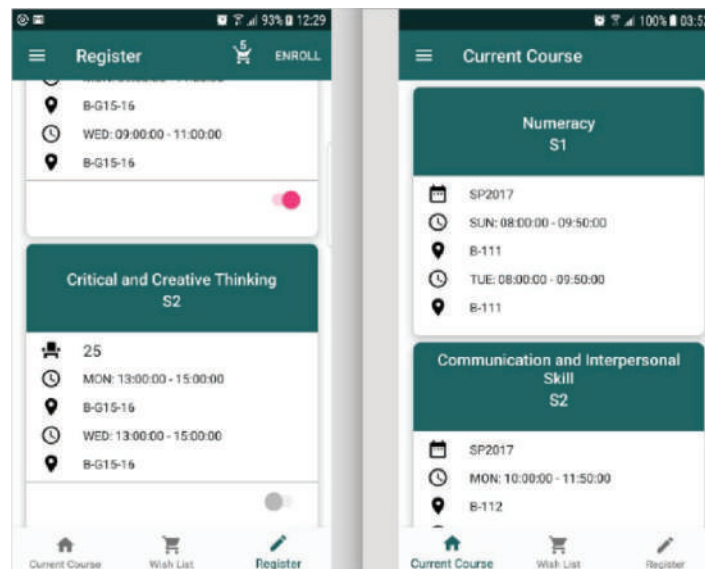 93% 12:29
Register
5
ENROLL
B-G15-16
WED: 09:00:00 - 11:00:00
B-G15-16
Critical and Creative Thinking
S2
25
MON: 13:00:00 - 15:00:00
B-G15-16
WED: 13:00:00 - 15:00:00
B-G15-16
Current Course
Wish List
Register
100% 03:53
Current Course
Numeracy
S1
SP2017
SUN: 08:00:00 - 09:50:00
B-111
TUE: 08:00:00 - 09:50:00
B-111
Communication and Interpersonal
Skill
S2
SP2017
MON: 10:00:00 - 11:50:00
B-112
Current Course
Wish List
Register